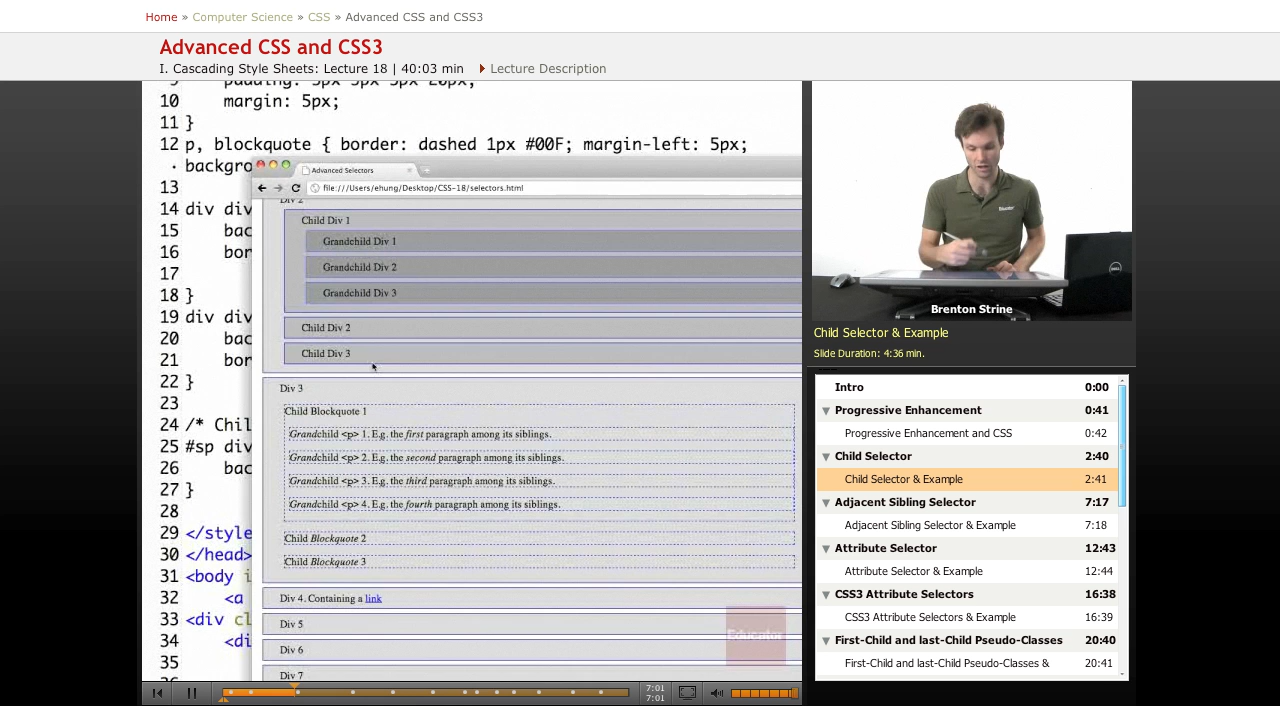 Home » Computer Science » CSS » Advanced CSS and CSS3
Advanced CSS and CSS3
I. Cascading Style Sheets: Lecture 18 | 40:03 min Lecture Description
9 padding: 5px 5px 5px 20px;
10 margin: 5px;
11 }
12 p, blockquote { border: dashed 1px #00F; margin-left: 5px;
backgro
13
14 div div
15 bac
16 bor
17
18 }
19 div div
20 bac
21 bor
22 }
23
24 /* Chil
25 #sp div
26 bac
27 }
28
29 </style
30 </head>
31 <body i
32 <a
33 <div cl
34 <di
35
Advanced Selectors
file:///Users/ehung/Desktop/CSS-18/selectors.html
Div 2
Child Div 1
Grandchild Div 1
Grandchild Div 2
Grandchild Div 3
Child Div 2
Child Div 3
Div 3
Child Blockquote 1
Grandchild <p> 1. E.g. the first paragraph among its siblings.
Grandchild <p> 2. E.g. the second paragraph among its siblings.
Grandchild <p> 3. E.g. the third paragraph among its siblings.
Grandchild <p> 4. E.g. the fourth paragraph among its siblings.
Child Blockquote 2
Child Blockquote 3
Div 4. Containing a link
Div 5
Div 6
Div 7
Educator
7:01
7:01
Educator
DELL
Brenton Strine
Child Selector & Example
Slide Duration: 4:36 min.
Intro 0:00
Progressive Enhancement 0:41
Progressive Enhancement and CSS 0:42
Child Selector 2:40
Child Selector & Example 2:41
Adjacent Sibling Selector 7:17
Adjacent Sibling Selector & Example 7:18
Attribute Selector 12:43
Attribute Selector & Example 12:44
CSS3 Attribute Selectors 16:38
CSS3 Attribute Selectors & Example 16:39
First-Child and last-Child Pseudo-Classes 20:40
First-Child and last-Child Pseudo-Classes & 20:41